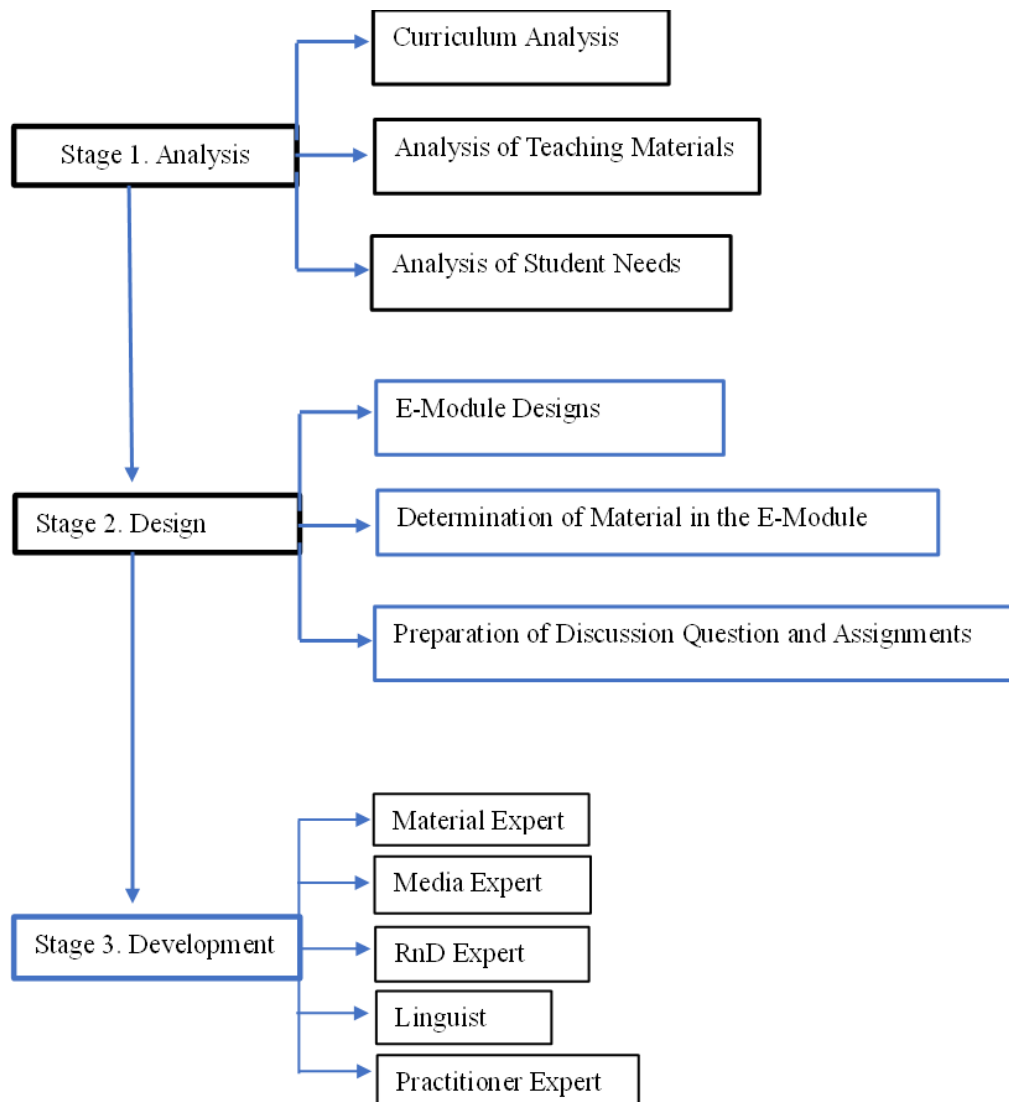 Curriculum Analysis
Stage 1. Analysis
Analysis of Teaching Materials
Analysis of Student Needs
E-Module Designs
Stage 2. Design
Determination of Material in the E-Module
Preparation of Discussion Question and Assignments
Material Expert
Media Expert
Stage 3. Development
RnD Expert
Linguist
Practitioner Expert